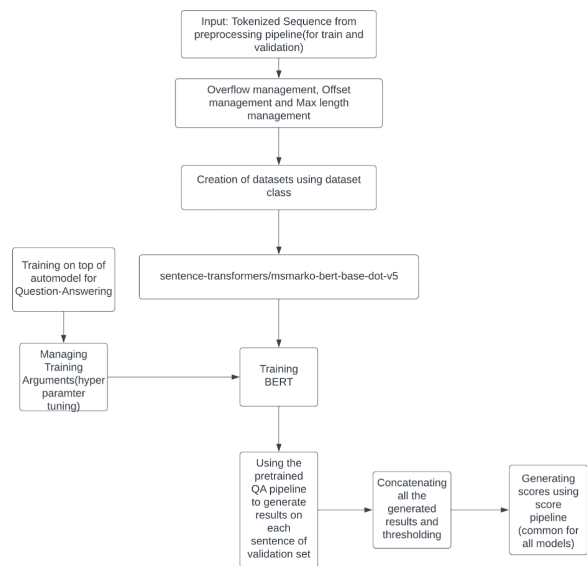 Input: Tokenized Sequence from
preprocessing pipeline(for train and
validation)
Overflow management, Offset
management and Max length
management
Creation of datasets using dataset
class
Training on top of
automodel for
Question-Answering
sentence-transformers/msmarko-bert-base-dot-v5
Managing
Training
Arguments(hyper
paramter
tuning)
Training
BERT
Using the
pretrained
QA pipeline
to generate
results on
each
sentence of
validation set
Concatenating
all the
generated
results and
thresholding
Generating
scores using
score
pipeline
(common for
all models)